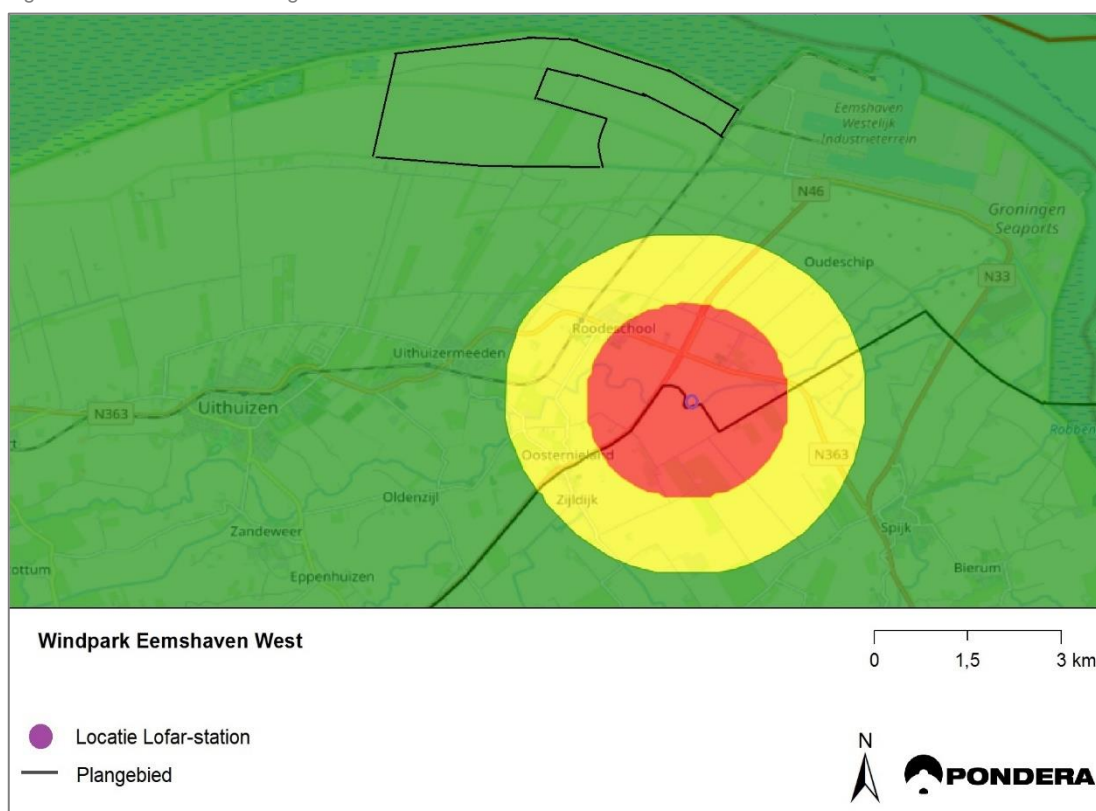 Eemshaven
Westelijk
Industrieterrein
N46
Groningen
Seaports
Oudeschip
N33
Roodeschool
Uithuizermeeden
N363
Uithuizen
Oosternieland
N363
Oldenzijl
Zijldijk
Zandeweer
Spijk
Eppenhuizen
Bierum
Windpark Eemshaven West
0 1,5 3 km
Locatie Lofar-station
Plangebied
N
PONDERA